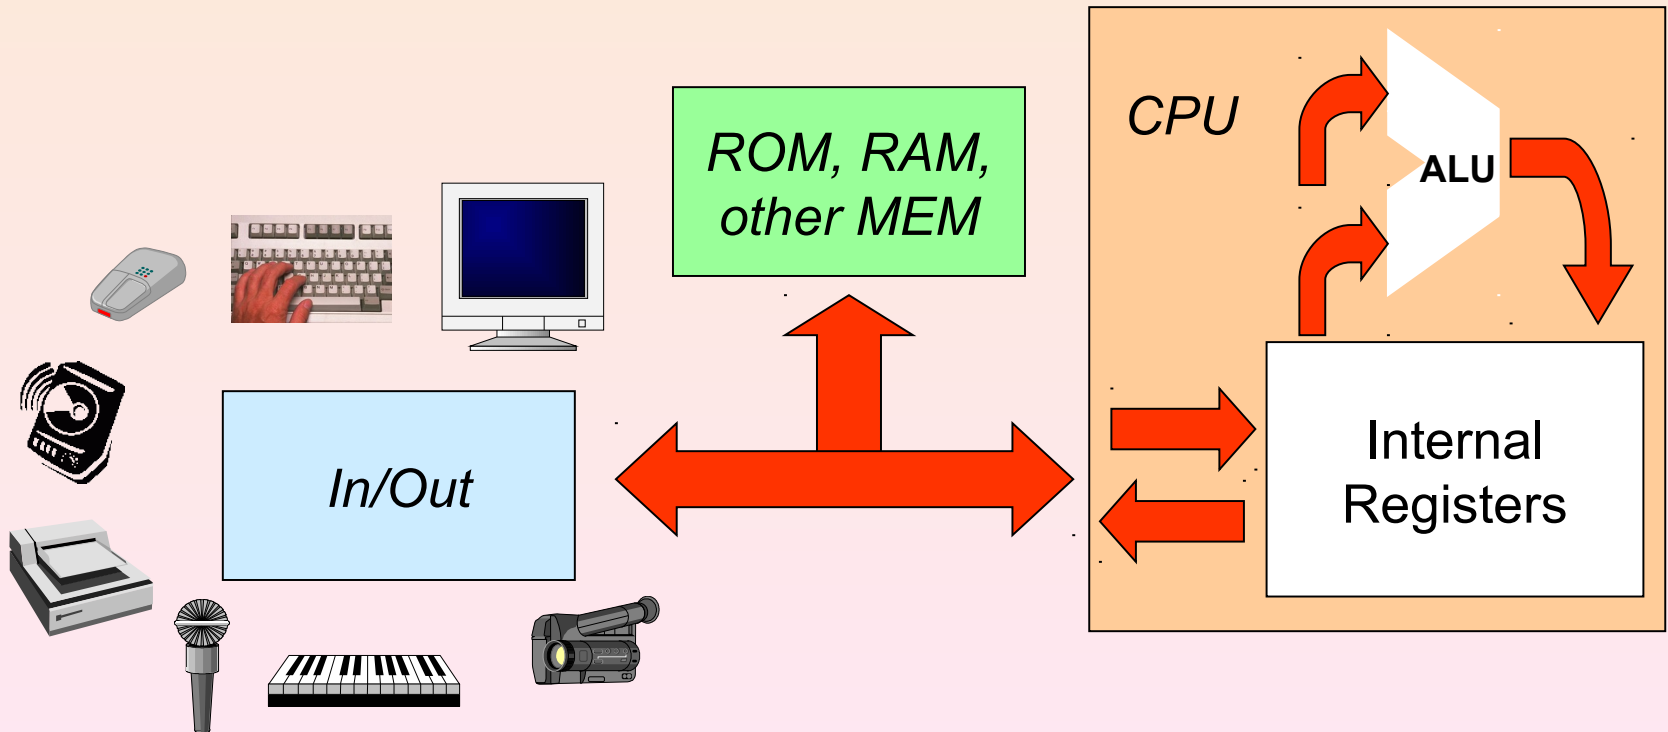 ROM, RAM,
other MEM
CPU
ALU
In/Out
Internal
Registers